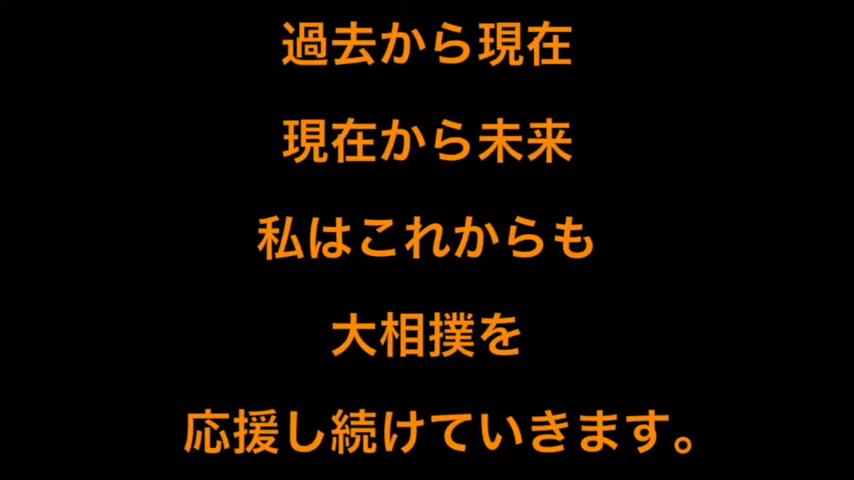 過去から現在
現在から未来
私はこれからも
大相撲を
応援し続けていきます。